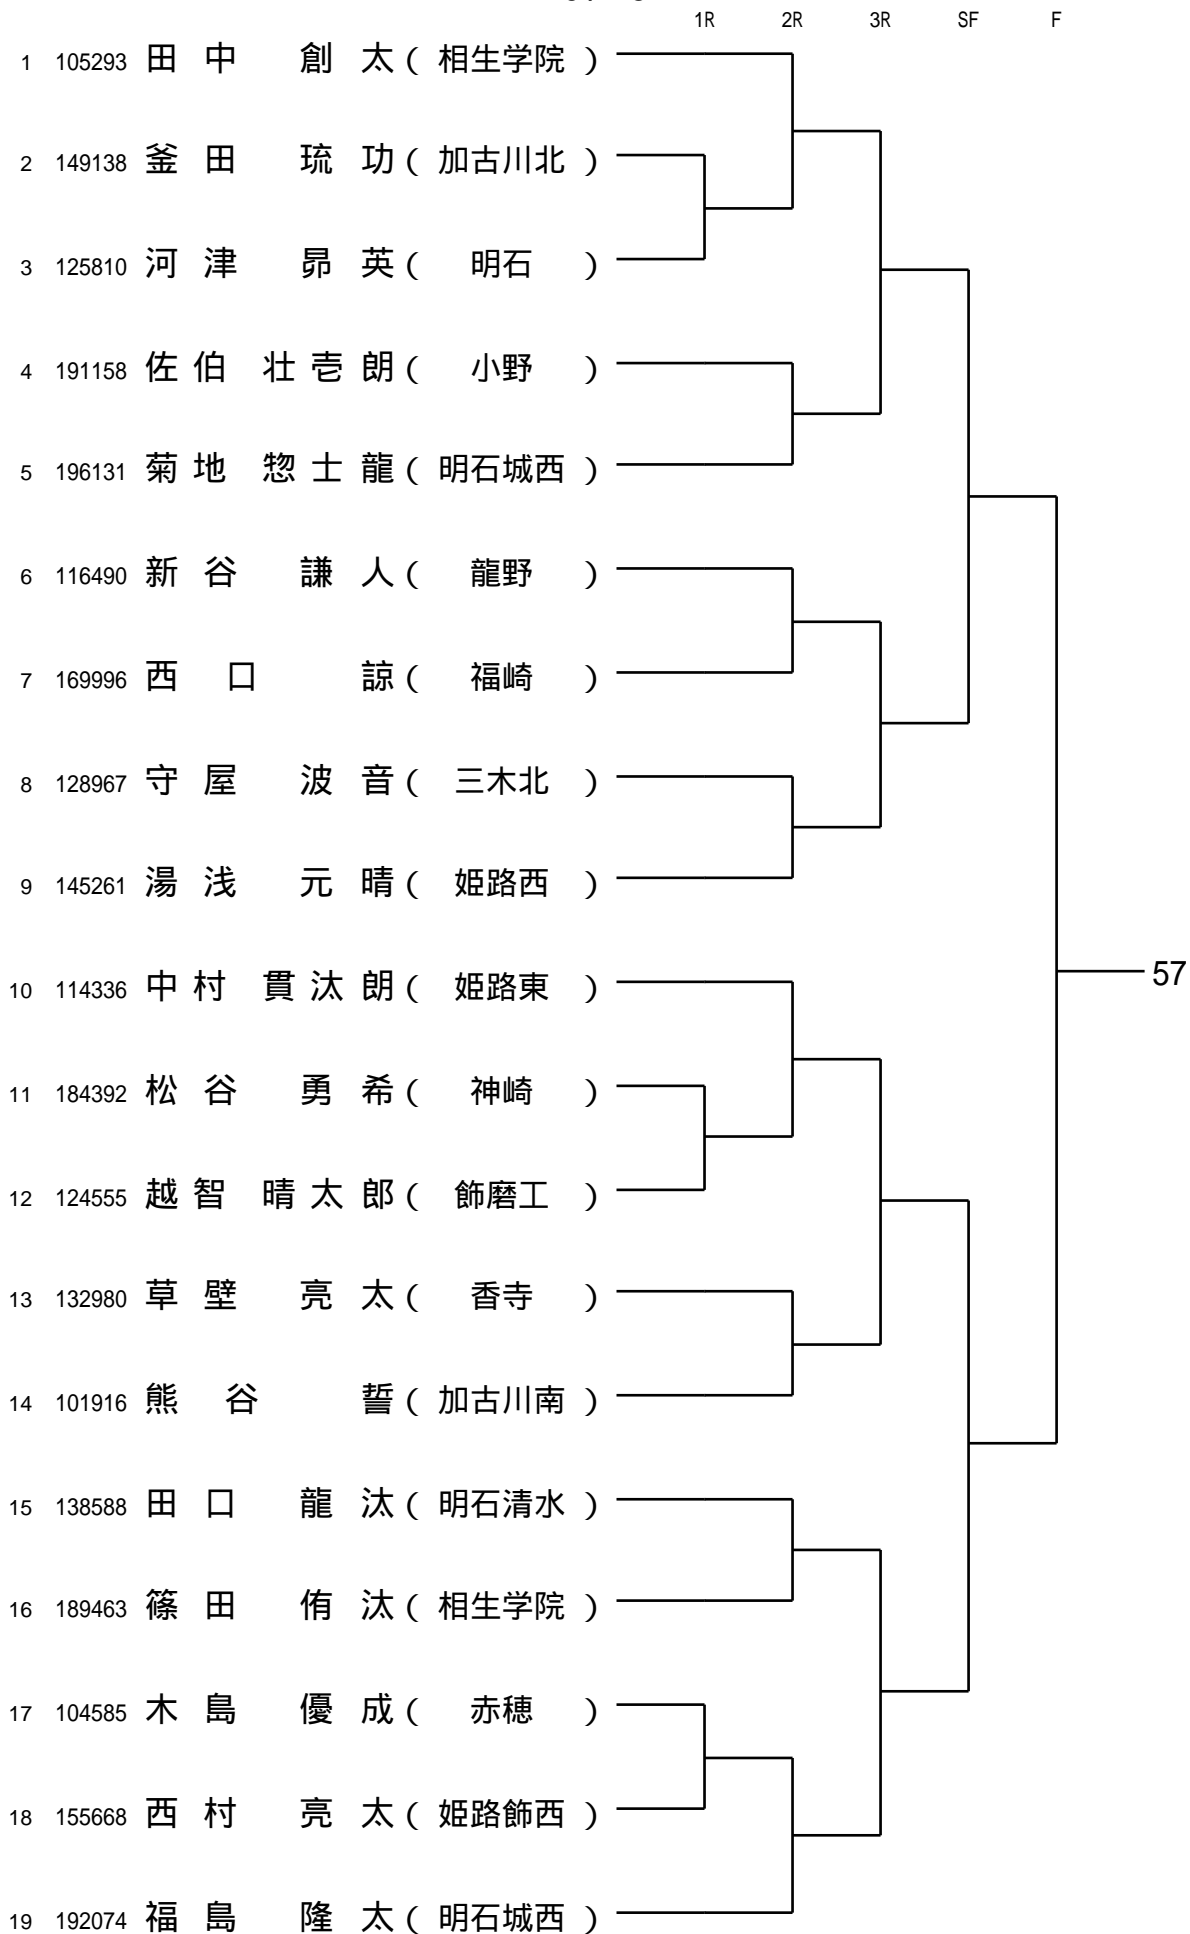 1R 2R 3R SF F
1 105293 田中 創太 ( 相生学院 )
2 149138 釜田 琉功 ( 加古川北 )
3 125810 河津 昴英 ( 明石 )
4 191158 佐伯 壮壱朗 ( 小野 )
5 196131 菊地 惣士龍 ( 明石城西 )
6 116490 新谷 謙人 ( 龍野 )
7 169996 西口 諒 ( 福崎 )
8 128967 守屋 波音 ( 三木北 )
9 145261 湯浅 元晴 ( 姫路西 )
57
10 114336 中村 貫汰朗 ( 姫路東 )
11 184392 松谷 勇希 ( 神崎 )
12 124555 越智 晴太郎 ( 飾磨工 )
13 132980 草壁 亮太 ( 香寺 )
14 101916 熊谷 誓 ( 加古川南 )
15 138588 田口 龍汰 ( 明石清水 )
16 189463 篠田 侑汰 ( 相生学院 )
17 104585 木島 優成 ( 赤穂 )
18 155668 西村 亮太 ( 姫路飾西 )
19 192074 福島 隆太 ( 明石城西 )